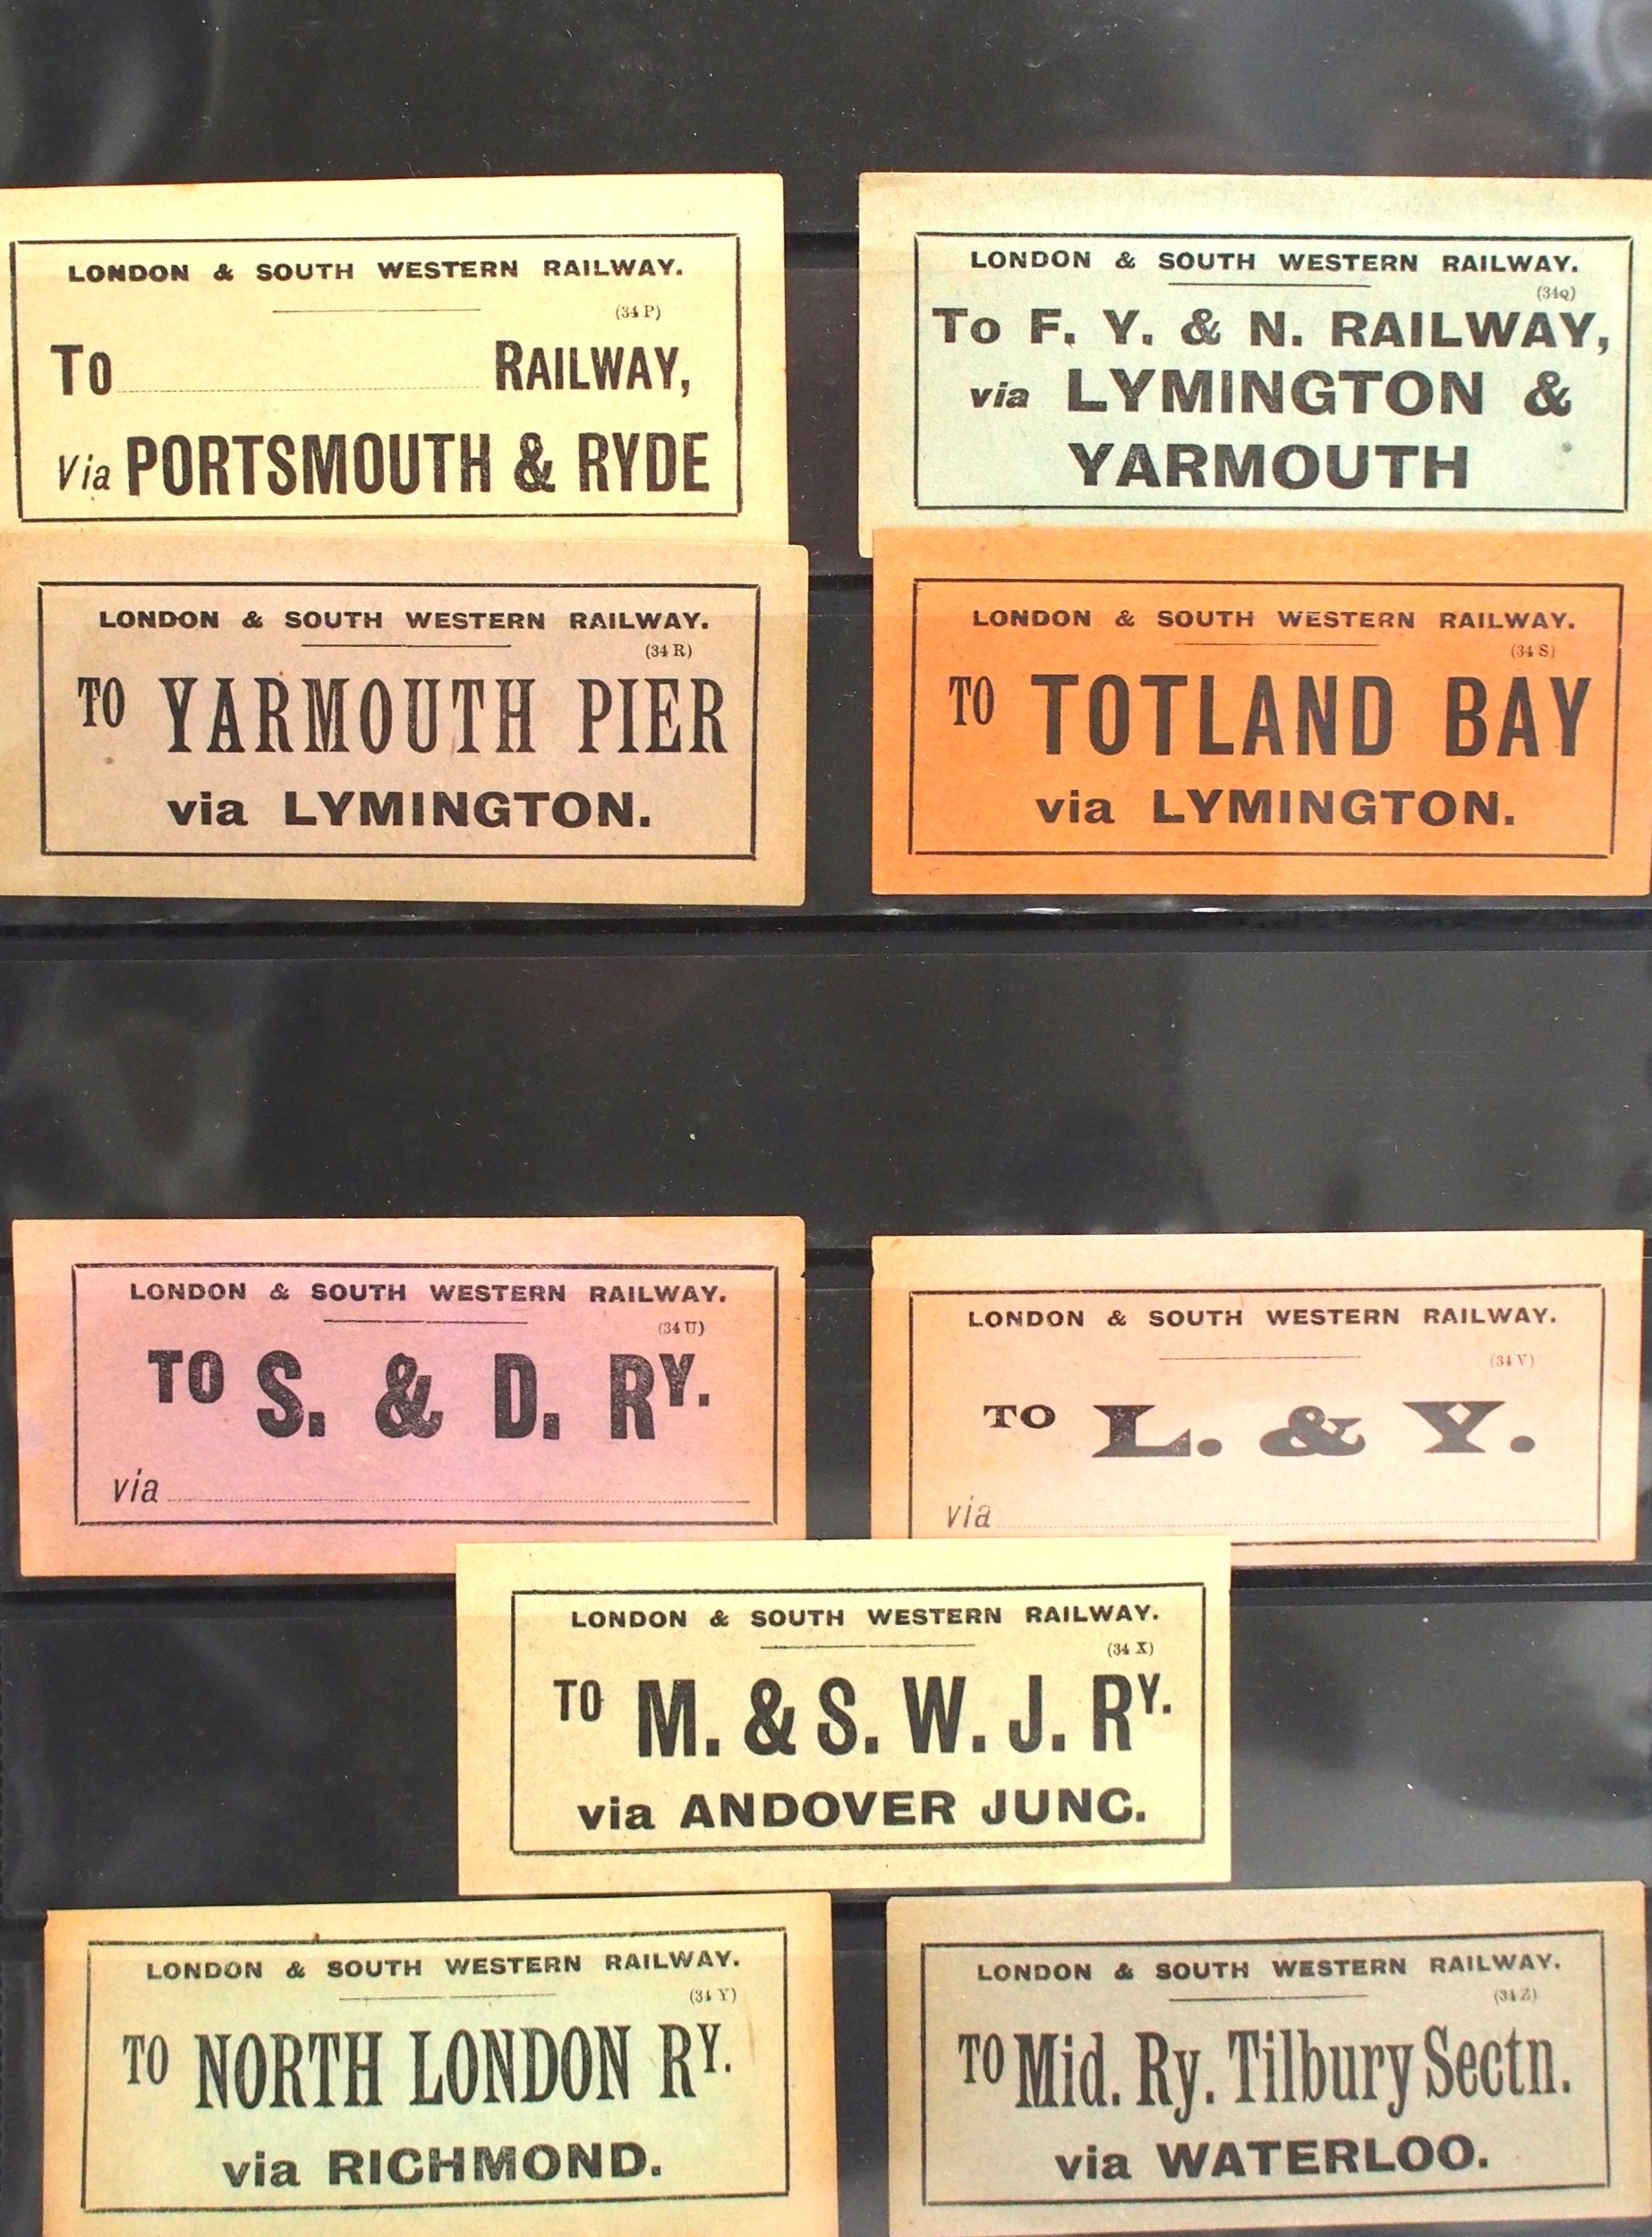 LONDON & SOUTH WESTERN RAILWAY.
(34 P)
To RAILWAY,
Via PORTSMOUTH & RYDE
LONDON & SOUTH WESTERN RAILWAY.
(34Q)
To F. Y. & N. RAILWAY,
via LYMINGTON &
YARMOUTH
LONDON & SOUTH WESTERN RAILWAY.
(34 R)
TO YARMOUTH PIER
via LYMINGTON.
LONDON & SOUTH WESTERN RAILWAY.
(34 S)
TO TOTLAND BAY
via LYMINGTON.
LONDON & SOUTH WESTERN RAILWAY.
(34 U)
TO S. & D. RY.
via
LONDON & SOUTH WESTERN RAILWAY.
(34 V)
TO L. & Y.
via
LONDON & SOUTH WESTERN RAILWAY.
(34 X)
TO M. & S. W. J. RY.
via ANDOVER JUNC.
LONDON & SOUTH WESTERN RAILWAY.
(34 Y)
TO NORTH LONDON RY.
via RICHMOND.
LONDON & SOUTH WESTERN RAILWAY.
(34 Z)
TO Mid. Ry. Tilbury Sectn.
via WATERLOO.